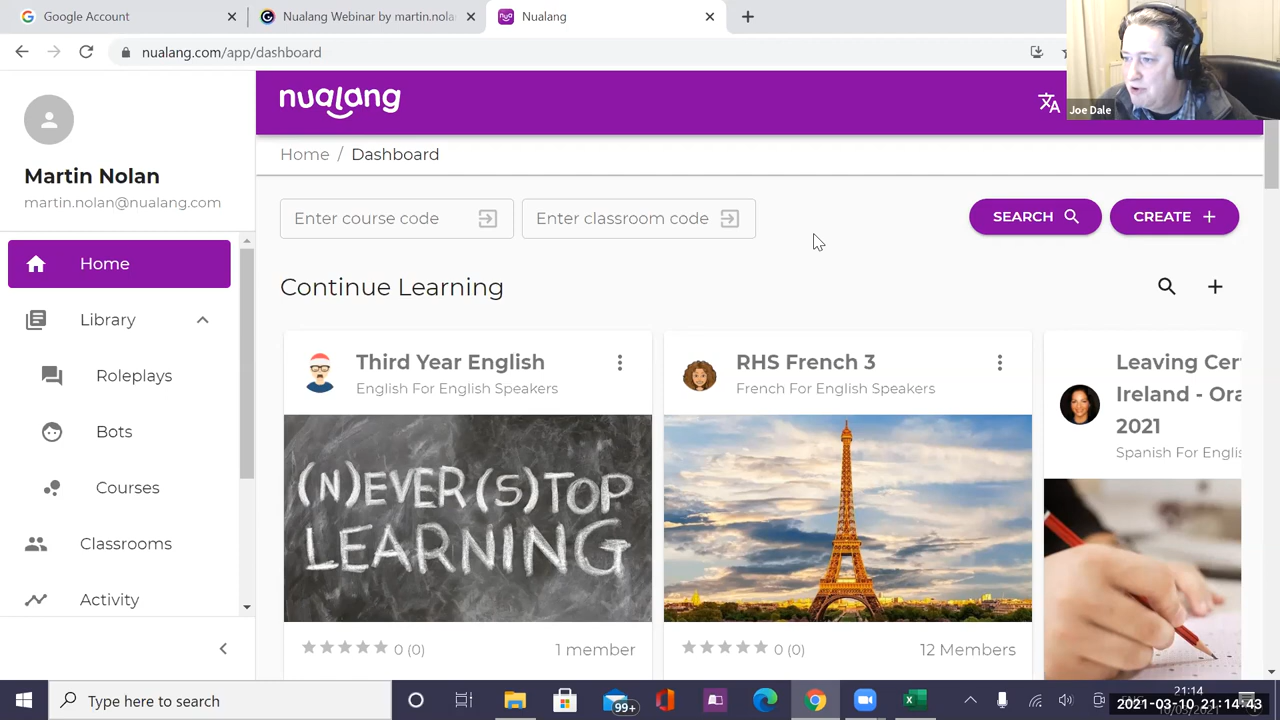 Google Account
Nualang Webinar by martin.nola
Nualang
nualang.com/app/dashboard
Joe Dale
nualang
Martin Nolan
martin.nolan@nualang.com
Home / Dashboard
Enter course code
Enter classroom code
SEARCH
CREATE
Home
Library
Roleplays
Bots
Courses
Classrooms
Activity
Continue Learning
Third Year English
English For English Speakers
(N)EVER (S)TOP
LEARNING
0 (0)
1 member
RHS French 3
French For English Speakers
0 (0)
12 Members
Leaving Cer
Ireland - Ora
2021
Spanish For Englis
Type here to search
99+
21:14
2021-03-10 21:14:43